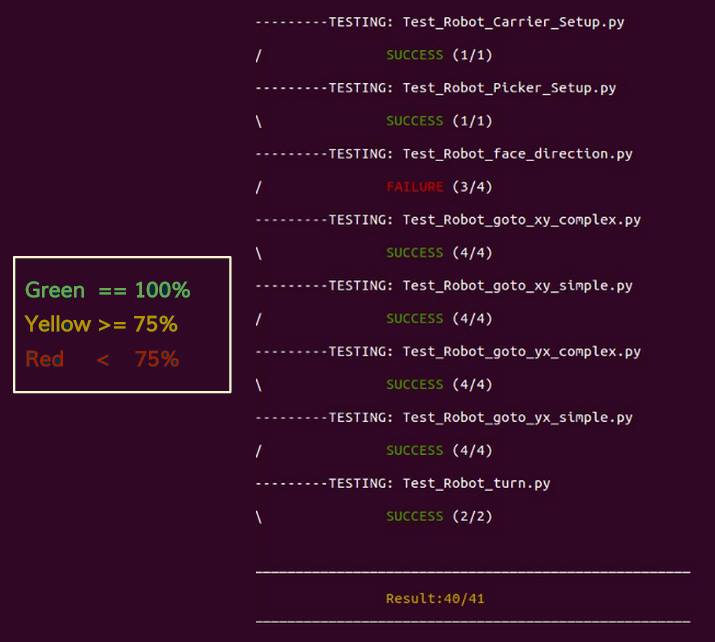 ---------TESTING: Test_Robot_Carrier_Setup.py
/ SUCCESS (1/1)
---------TESTING: Test_Robot_Picker_Setup.py
\ SUCCESS (1/1)
---------TESTING: Test_Robot_face_direction.py
/ FAILURE (3/4)
---------TESTING: Test_Robot_goto_xy_complex.py
\ SUCCESS (4/4)
---------TESTING: Test_Robot_goto_xy_simple.py
/ SUCCESS (4/4)
---------TESTING: Test_Robot_goto_yx_complex.py
\ SUCCESS (4/4)
---------TESTING: Test_Robot_goto_yx_simple.py
/ SUCCESS (4/4)
---------TESTING: Test_Robot_turn.py
\ SUCCESS (2/2)
Result:40/41
Green == 100%
Yellow >= 75%
Red < 75%